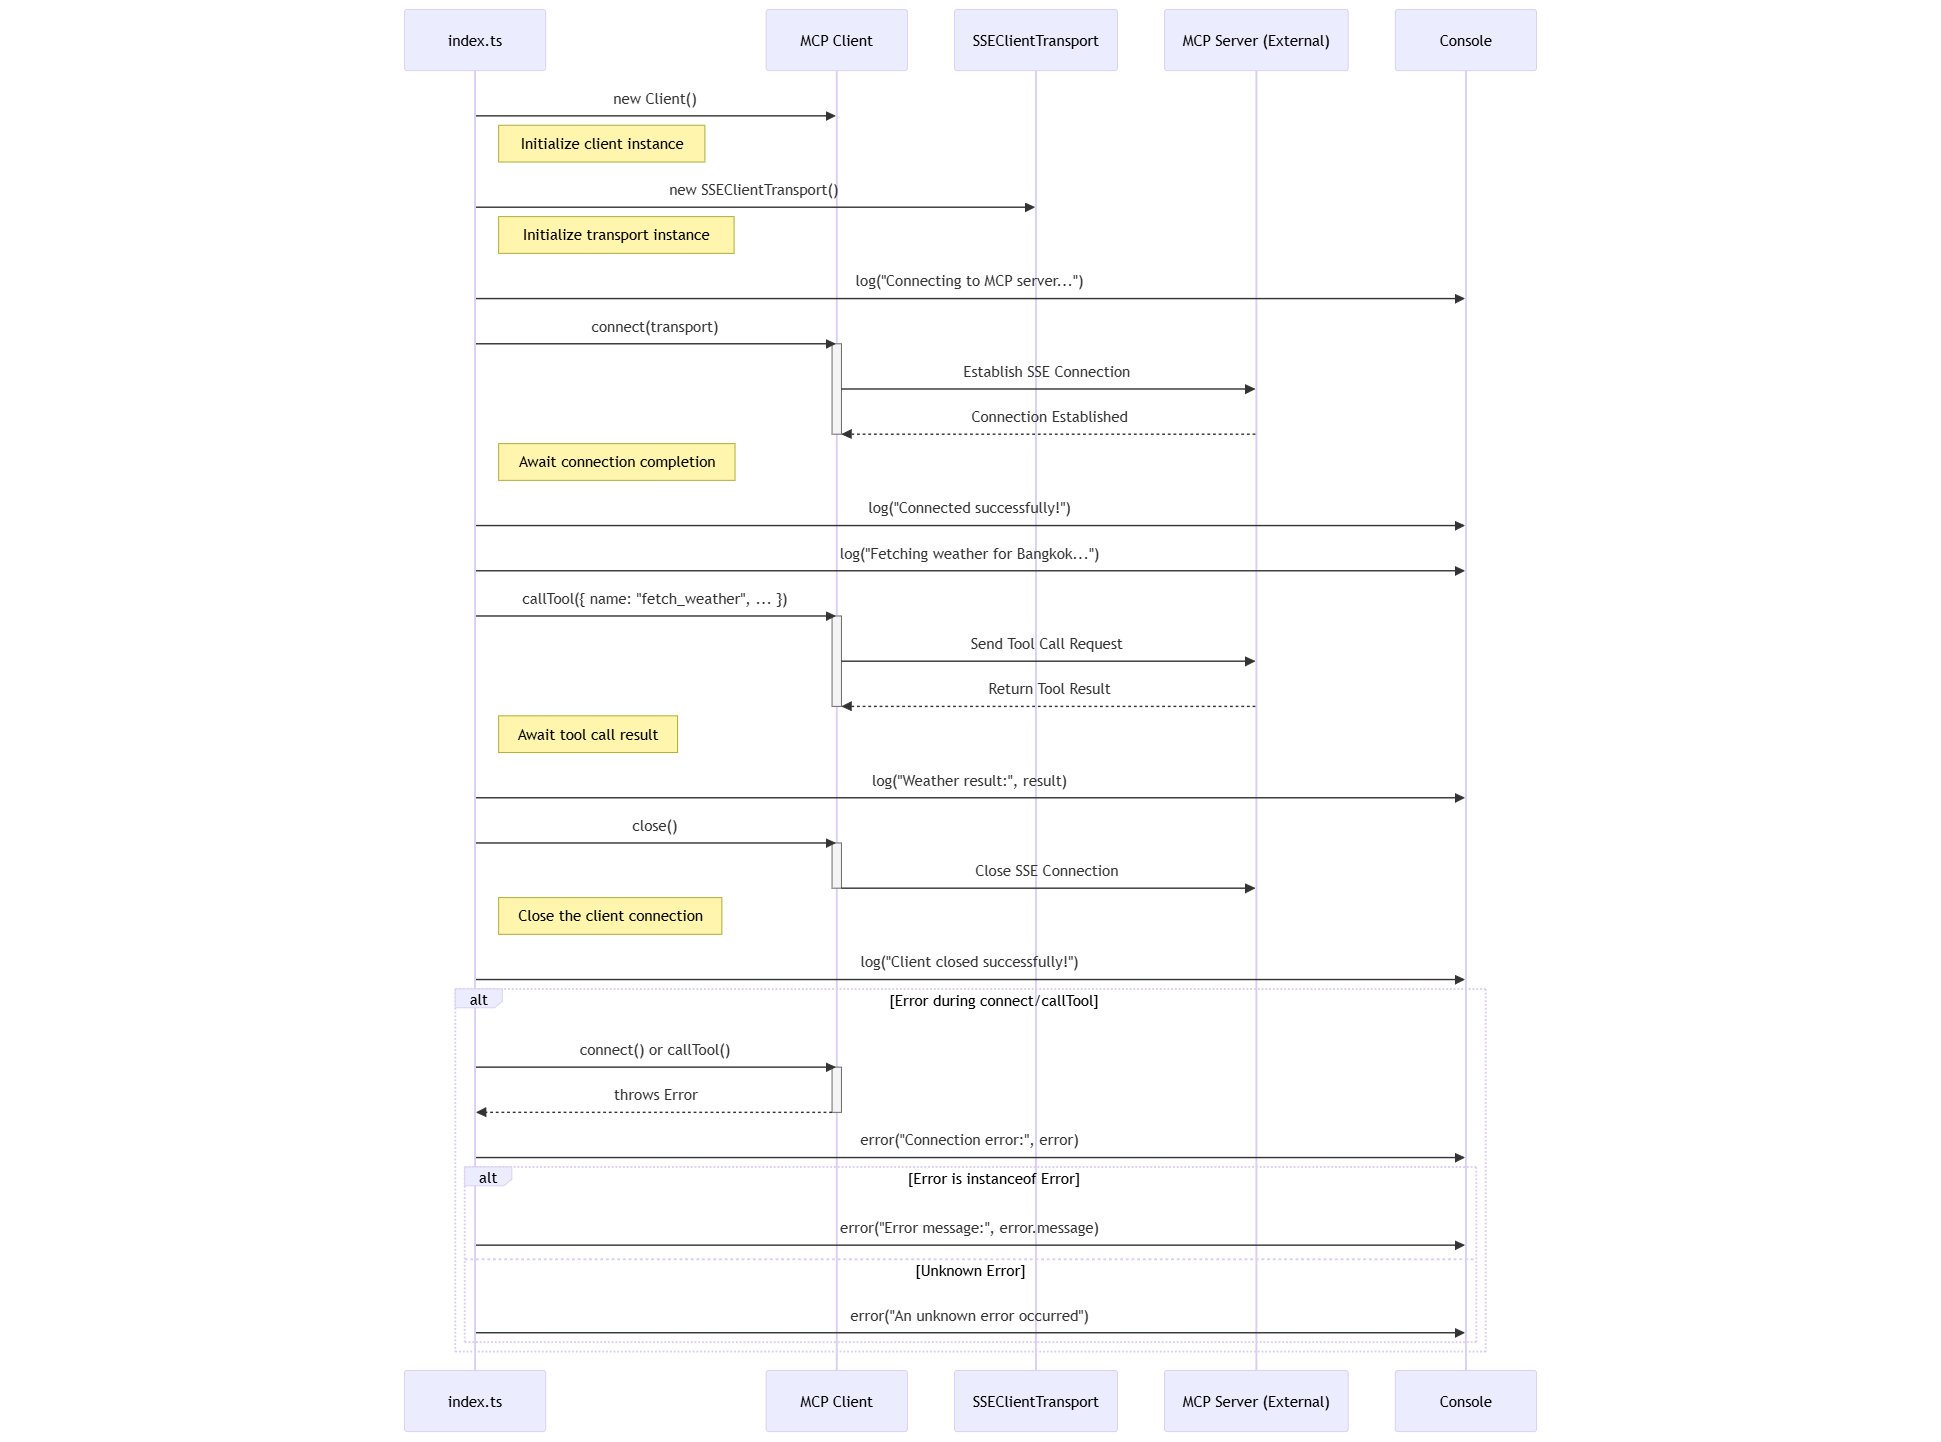 index.ts
MCP Client
SSEClientTransport
MCP Server (External)
Console
new Client()
Initialize client instance
new SSEClientTransport()
Initialize transport instance
log("Connecting to MCP server...")
connect(transport)
Establish SSE Connection
Connection Established
Await connection completion
log("Connected successfully!")
log("Fetching weather for Bangkok...")
callTool({ name: "fetch_weather", ... })
Send Tool Call Request
Return Tool Result
Await tool call result
log("Weather result:", result)
close()
Close SSE Connection
Close the client connection
log("Client closed successfully!")
alt
[Error during connect/callTool]
connect() or callTool()
throws Error
error("Connection error:", error)
alt
[Error is instanceof Error]
error("Error message:", error.message)
[Unknown Error]
error("An unknown error occurred")
index.ts
MCP Client
SSEClientTransport
MCP Server (External)
Console